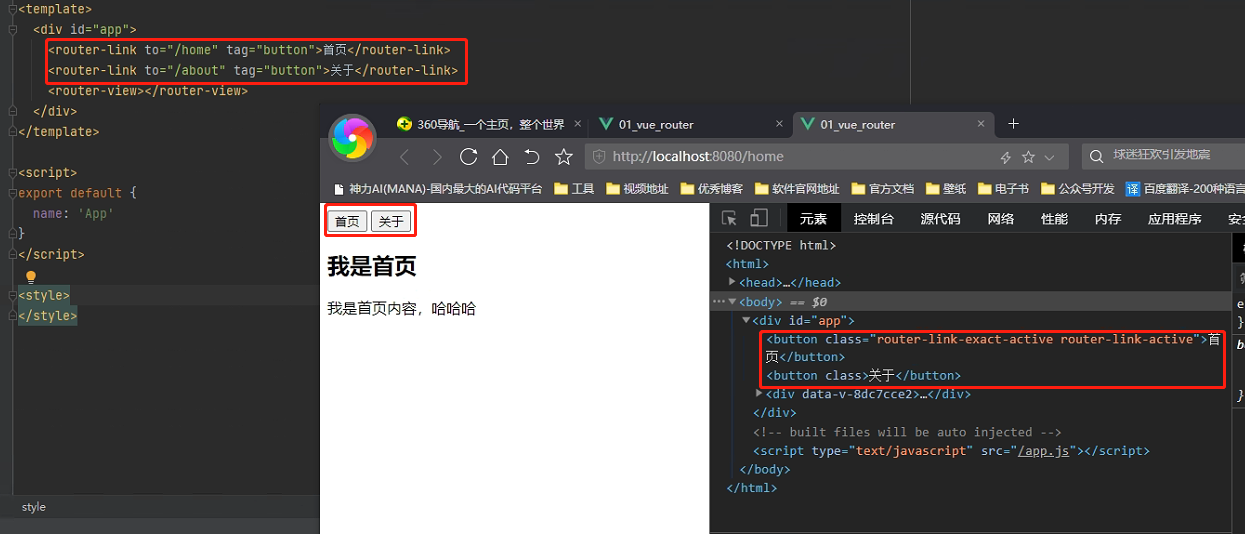 <template>
<div id="app">
<router-link to="/home" tag="button">首页</router-link>
<router-link to="/about" tag="button">关于</router-link>
<router-view></router-view>
</div>
</template>
<script>
export default {
name: 'App'
}
</script>
<style>
</style>
style
360导航_一个主页，整个世界 ×
01_vue_router ×
01_vue_router × +
http://localhost:8080/home
球迷狂欢引发地震
神力AI(MANA)-国内最大的AI代码平台 工具 视频地址 优秀博客 软件官网地址 官方文档 壁纸 电子书 公众号开发 译 百度翻译-200种语言
首页 关于
我是首页
我是首页内容，哈哈哈
元素 控制台 源代码 网络 性能 内存 应用程序 安
<!DOCTYPE html>
<html>
<head>…</head>
<body> == $0
<div id="app">
<button class="router-link-exact-active router-link-active">首
页</button>
<button class>关于</button>
<div data-v-8dc7cce2>…</div>
</div>
<!-- built files will be auto injected -->
<script type="text/javascript" src="/app.js"></script>
</body>
</html>